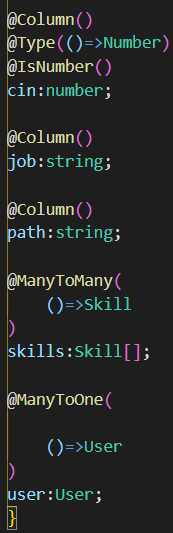 @Column()
@Type(()=>Number)
@IsNumber()
cin:number;
@Column()
job:string;
@Column()
path:string;
@ManyToMany(
()=>Skill
)
skills:Skill[];
@ManyToOne(
()=>User
)
user:User;
}